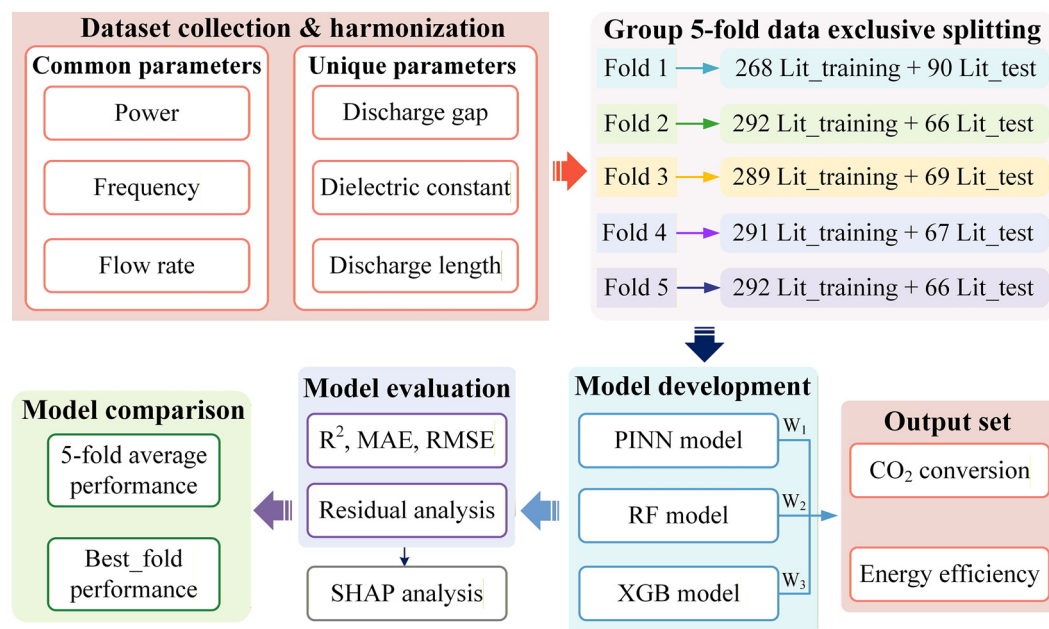 Dataset collection & harmonization
Common parameters
Power
Frequency
Flow rate
Unique parameters
Discharge gap
Dielectric constant
Discharge length
Group 5-fold data exclusive splitting
Fold 1
268 Lit_training + 90 Lit_test
Fold 2
292 Lit_training + 66 Lit_test
Fold 3
289 Lit_training + 69 Lit_test
Fold 4
291 Lit_training + 67 Lit_test
Fold 5
292 Lit_training + 66 Lit_test
Model development
PINN model
RF model
XGB model
W₁
W₂
W₃
Output set
CO₂ conversion
Energy efficiency
Model evaluation
R², MAE, RMSE
Residual analysis
SHAP analysis
Model comparison
5-fold average
performance
Best_fold
performance